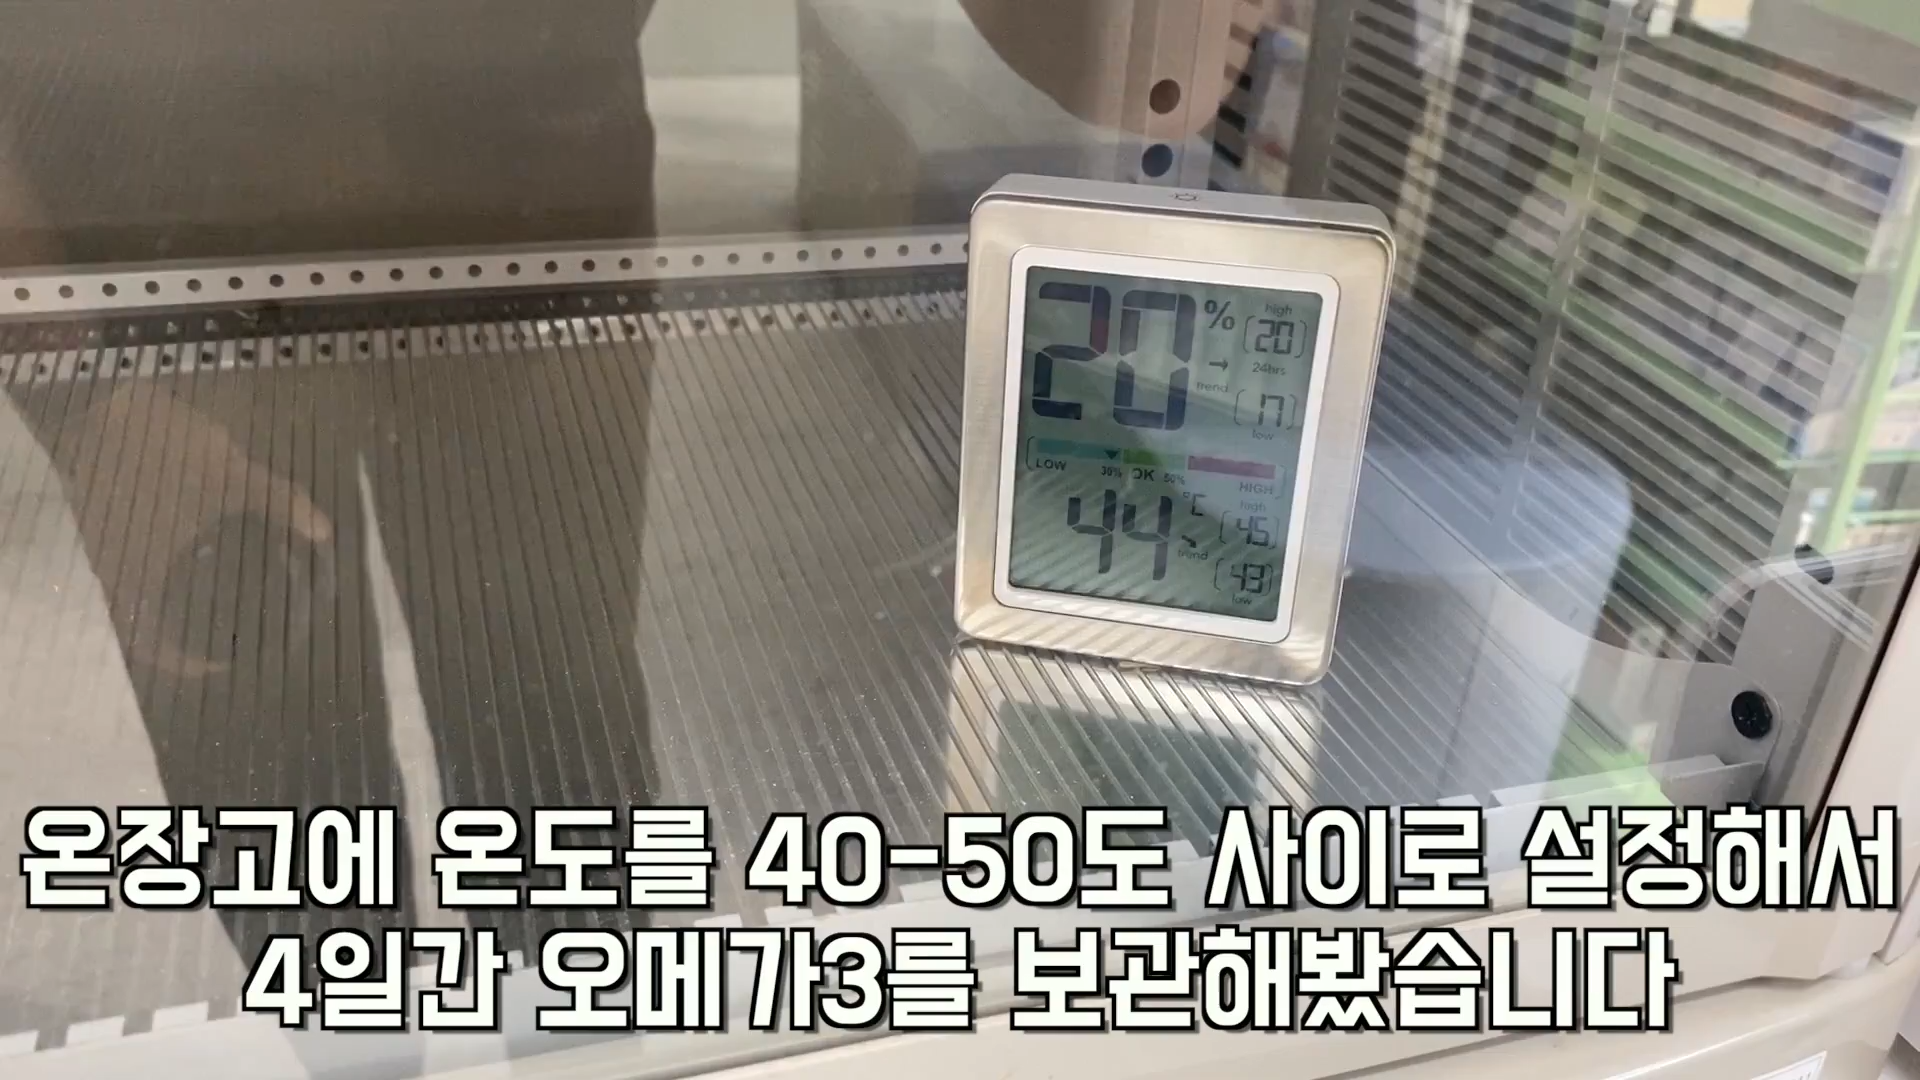 20 % high 20
→ 24hrs
trend 17
low
LOW 30% OK 50% HIGH
44 °C high 45
trend 43
low
온장고에 온도를 40-50도 사이로 설정해서
4일간 오메가3를 보관해봤습니다